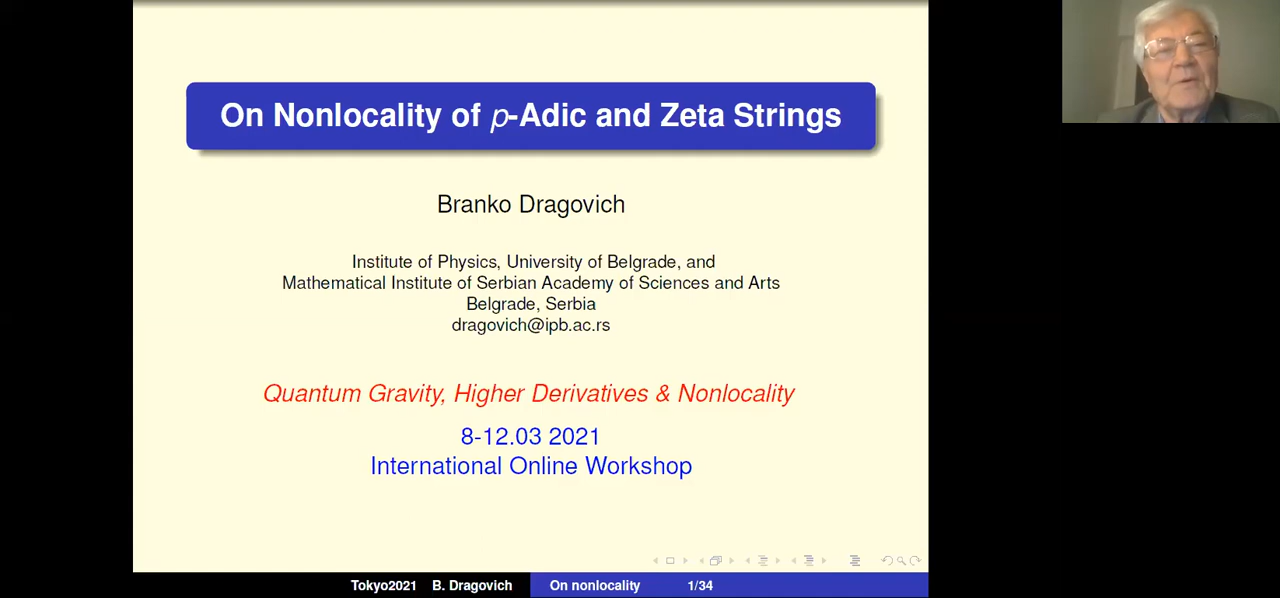 On Nonlocality of p-Adic and Zeta Strings
Branko Dragovich
Institute of Physics, University of Belgrade, and
Mathematical Institute of Serbian Academy of Sciences and Arts
Belgrade, Serbia
dragovich@ipb.ac.rs
Quantum Gravity, Higher Derivatives & Nonlocality
8-12.03 2021
International Online Workshop
Tokyo2021 B. Dragovich On nonlocality 1/34